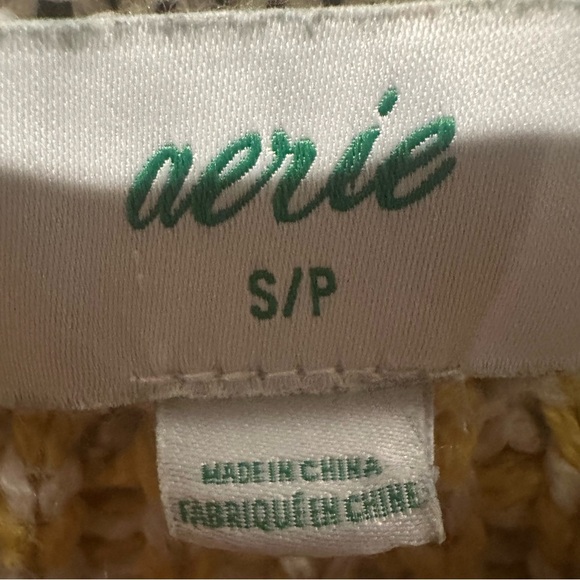 aerie
S/P
MADE IN CHINA
FABRIQUÉ EN CHINE